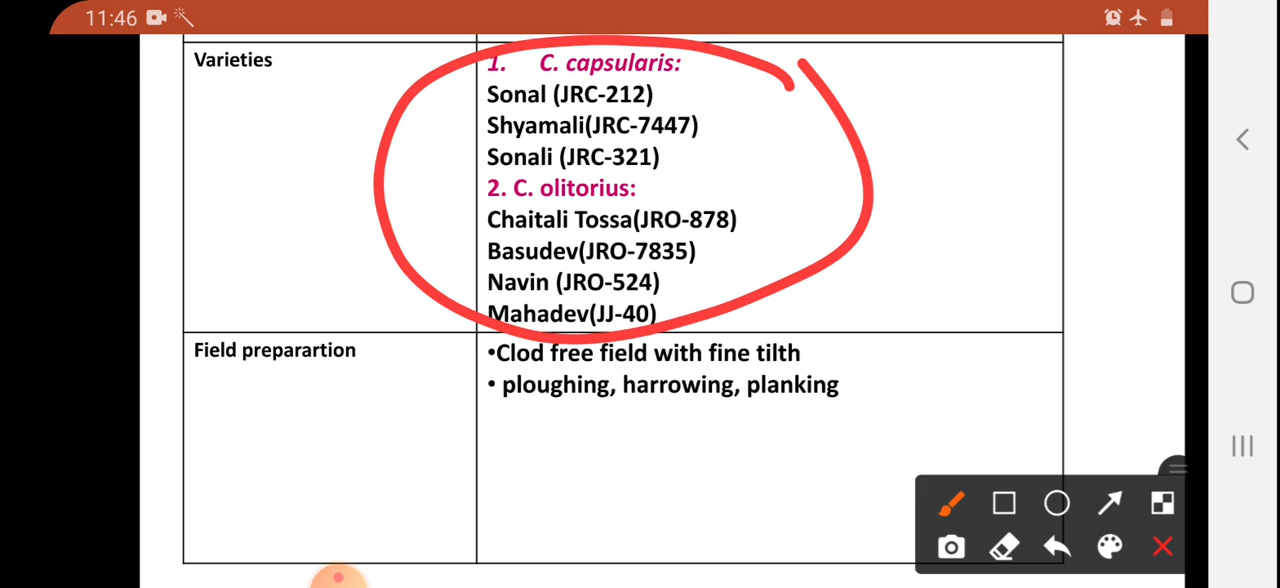 11:46
Varieties
1. C. capsularis:
Sonal (JRC-212)
Shyamali(JRC-7447)
Sonali (JRC-321)
2. C. olitorius:
Chaitali Tossa(JRO-878)
Basudev(JRO-7835)
Navin (JRO-524)
Mahadev(JJ-40)
Field preparartion
•Clod free field with fine tilth
• ploughing, harrowing, planking